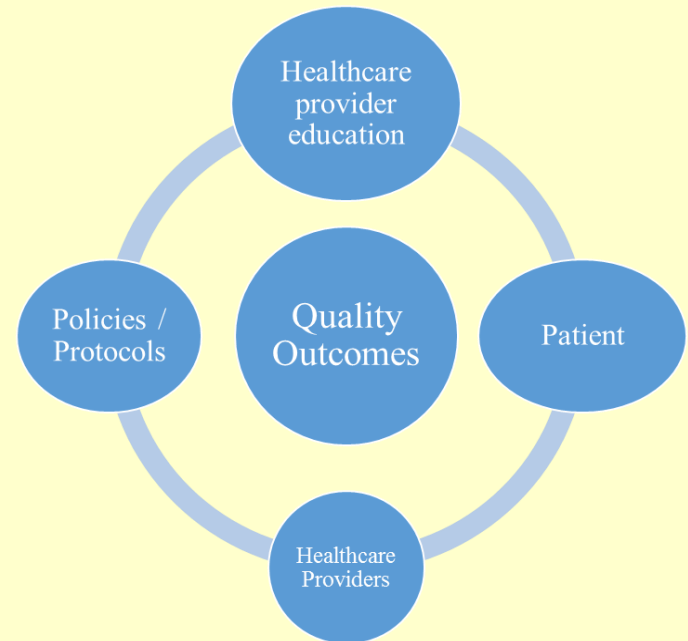 Healthcare
provider
education
Policies / 
Protocols
Quality
Outcomes
Patient
Healthcare
Providers